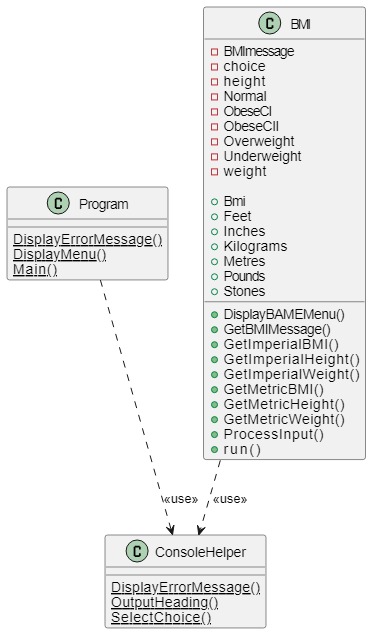 C BMI
BMImessage
choice
height
Normal
ObeseCI
ObeseCII
Overweight
Underweight
weight
Bmi
Feet
Inches
Kilograms
Metres
Pounds
Stones
DisplayBAMEMenu()
GetBMIMessage()
GetImperialBMI()
GetImperialHeight()
GetImperialWeight()
GetMetricBMI()
GetMetricHeight()
GetMetricWeight()
ProcessInput()
run()
C Program
DisplayErrorMessage()
DisplayMenu()
Main()
«use»
«use»
C ConsoleHelper
DisplayErrorMessage()
OutputHeading()
SelectChoice()